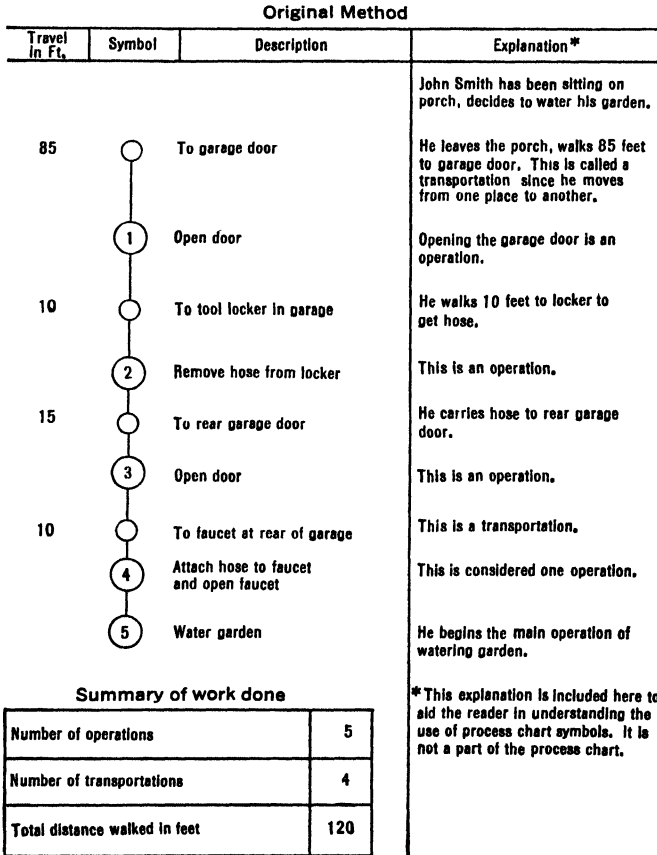 Original Method
Travel In Ft. Symbol Description Explanation*
John Smith has been sitting on
porch, decides to water his garden.
85 To garage door He leaves the porch, walks 85 feet
to garage door. This is called a
transportation since he moves
from one place to another.
1 Open door Opening the garage door is an
operation.
10 To tool locker in garage He walks 10 feet to locker to
get hose.
2 Remove hose from locker This is an operation.
15 To rear garage door He carries hose to rear garage
door.
3 Open door This is an operation.
10 To faucet at rear of garage This is a transportation.
4 Attach hose to faucet
and open faucet This is considered one operation.
5 Water garden He begins the main operation of
watering garden.
Summary of work done
Number of operations 5
Number of transportations 4
Total distance walked in feet 120
*This explanation is included here to
aid the reader in understanding the
use of process chart symbols. It is
not a part of the process chart.